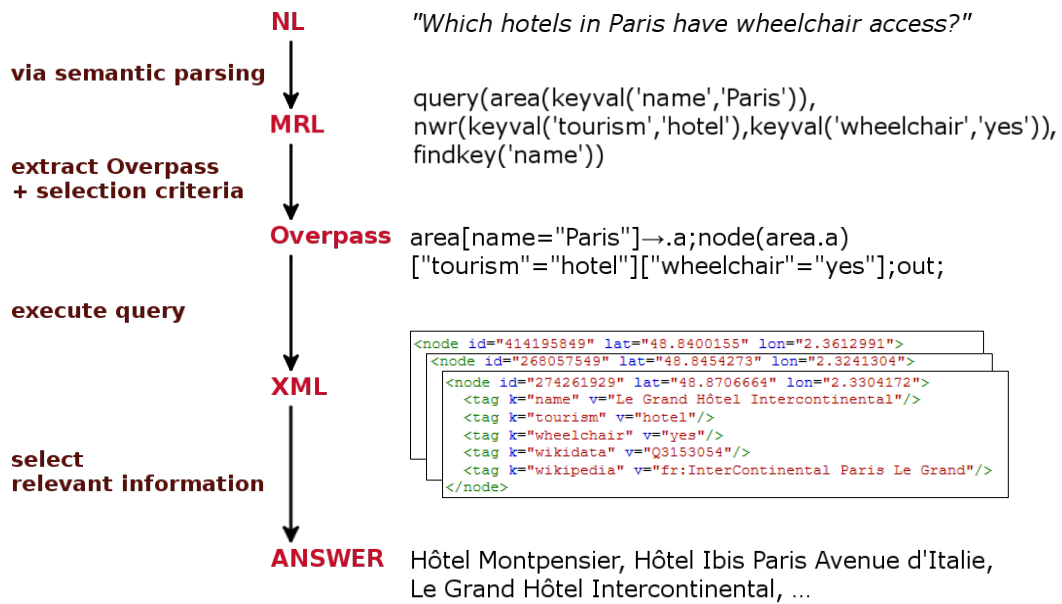 NL
"Which hotels in Paris have wheelchair access?"
via semantic parsing
MRL
query(area(keyval('name','Paris')),
nwr(keyval('tourism','hotel'),keyval('wheelchair','yes')),
findkey('name'))
extract Overpass
+ selection criteria
Overpass
area[name="Paris"]→.a;node(area.a)
["tourism"="hotel"]["wheelchair"="yes"];out;
execute query
XML
<node id="414195849" lat="48.8400155" lon="2.3612991">
<node id="268057549" lat="48.8454273" lon="2.3241304">
<node id="274261929" lat="48.8706664" lon="2.3304172">
<tag k="name" v="Le Grand Hôtel Intercontinental"/>
<tag k="tourism" v="hotel"/>
<tag k="wheelchair" v="yes"/>
<tag k="wikidata" v="Q3153054"/>
<tag k="wikipedia" v="fr:InterContinental Paris Le Grand"/>
</node>
select
relevant information
ANSWER
Hôtel Montpensier, Hôtel Ibis Paris Avenue d'Italie,
Le Grand Hôtel Intercontinental, ...